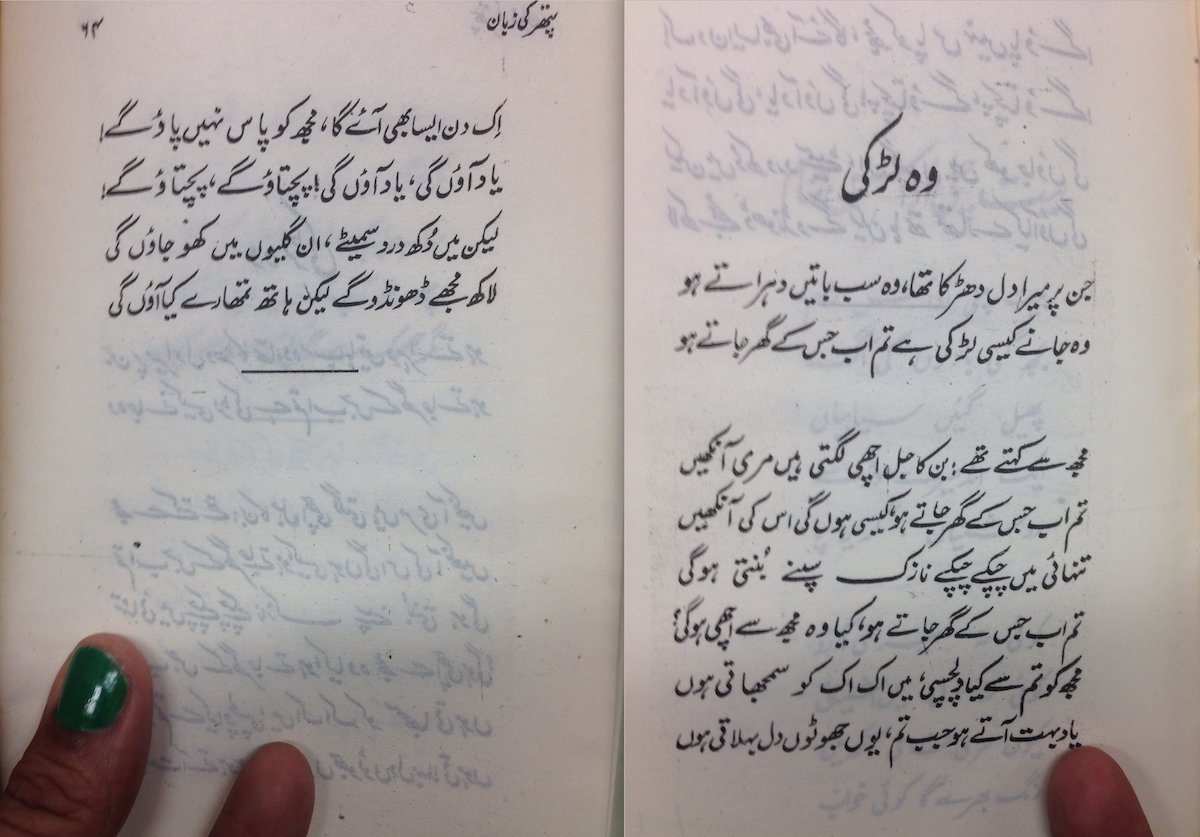 وہ لڑکی
جن پر میرا دل دھڑکا تھا، وہ سب باتیں دہراتے ہو
وہ جانے کیسی لڑکی ہے تم اب جس کے گھر جاتے ہو
مجھ سے کہتے تھے: بن کاجل اچھی لگتی ہیں مری آنکھیں
تم اب جس کے گھر جاتے ہو، کیسی ہوں گی اس کی آنکھیں
تنہائی میں چپکے چپکے نازک سپنے بُنتی ہوگی
تم اب جس کے گھر جاتے ہو، کیا وہ مجھ سے اچھی ہوگی؟
مجھ کو تم سے کیا دلچسپی، میں اک اک کو سمجھاتی ہوں
یاد بہت آتے ہو جب تم، یوں جھوٹوں دل بہلاتی ہوں
پتھر کی زبان
۶۴
اِک دن ایسا بھی آئے گا، مجھ کو پاس نہیں پاؤ گے!
یاد آؤں گی، یاد آؤں گی! پچھتاؤ گے، پچھتاؤ گے!
لیکن میں دُکھ درد سمیٹے، ان گلیوں میں کھو جاؤں گی
لاکھ مجھے ڈھونڈو گے لیکن ہاتھ تمھارے کیا آؤں گی